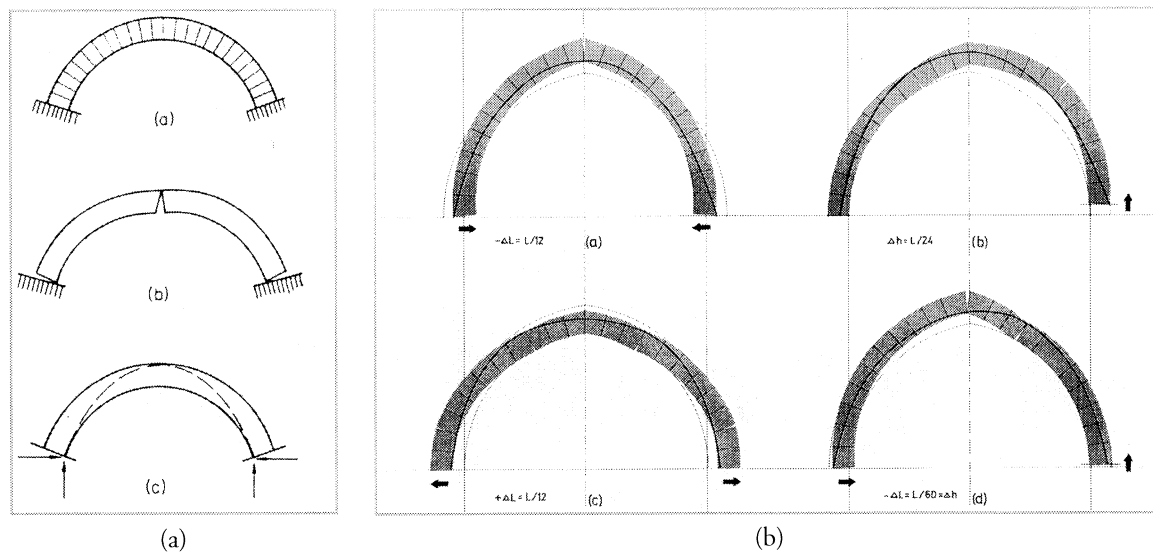 (a)
(b)
(c)
(a)
-ΔL = L/12 (a)
Δh = L/24 (b)
+ΔL = L/12 (c)
-ΔL = L/60 = Δh (d)
(b)